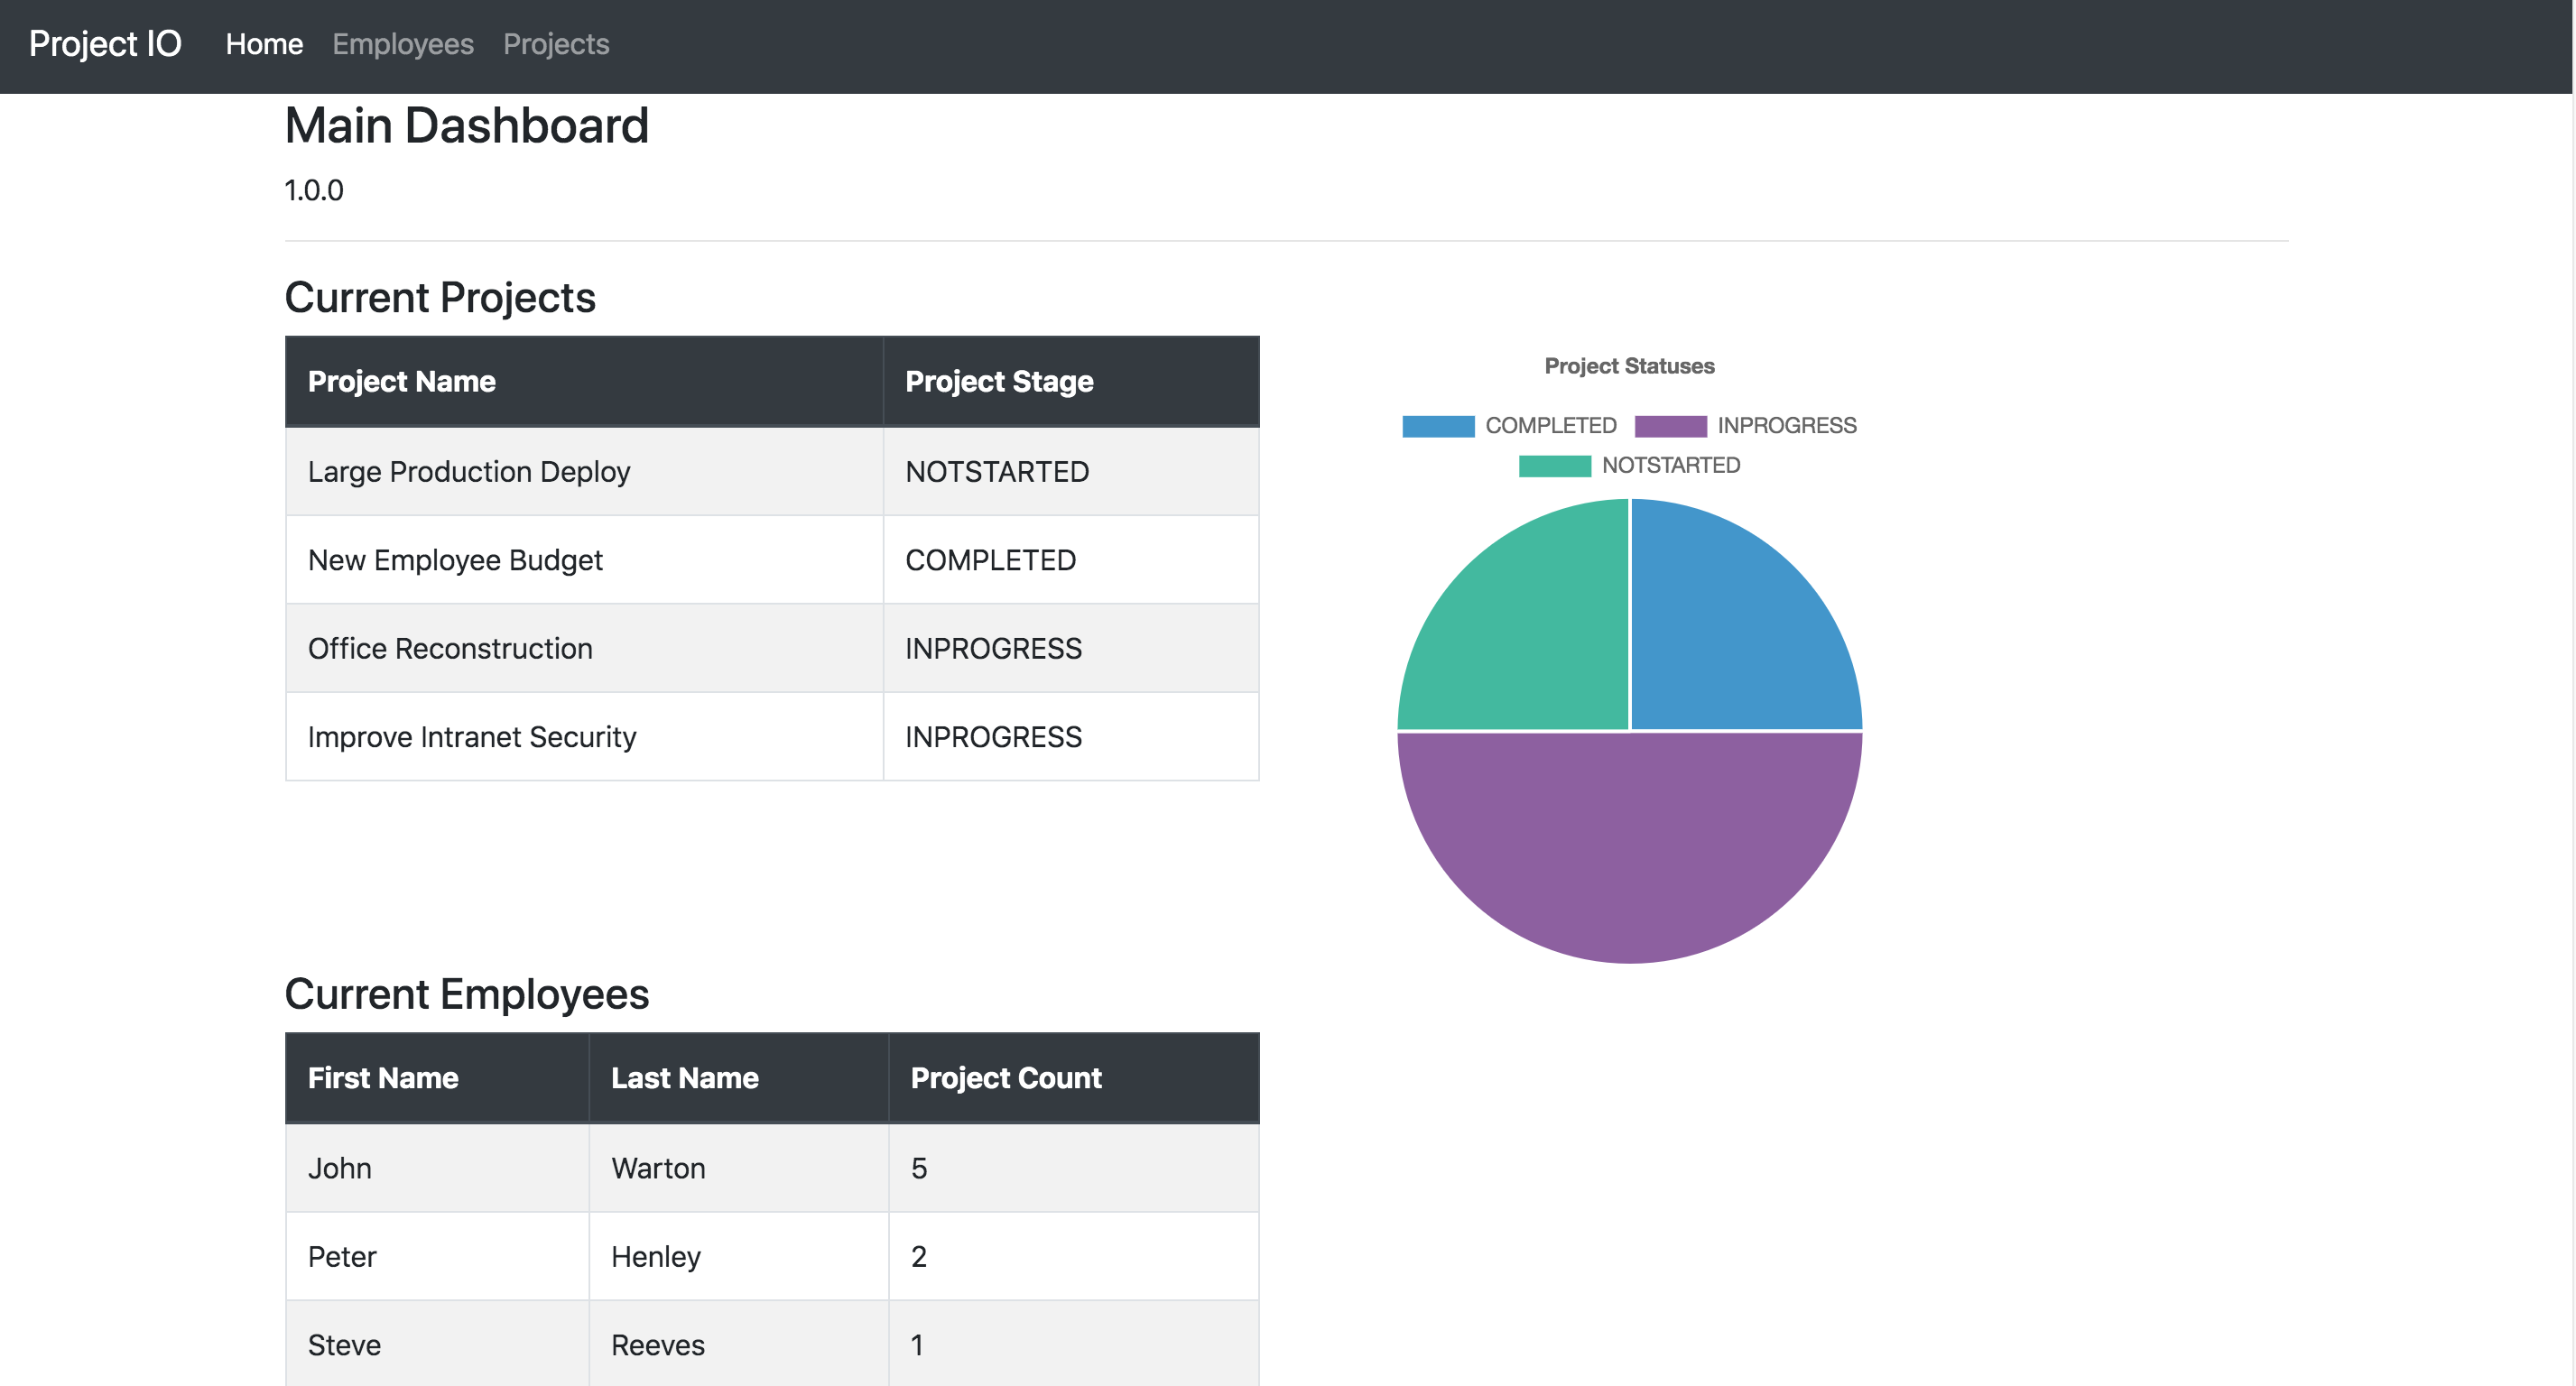 Project IO Home Employees Projects
Main Dashboard
1.0.0
Current Projects
Project Name Project Stage
Large Production Deploy NOTSTARTED
New Employee Budget COMPLETED
Office Reconstruction INPROGRESS
Improve Intranet Security INPROGRESS
Project Statuses
COMPLETED INPROGRESS
NOTSTARTED
Current Employees
First Name Last Name Project Count
John Warton 5
Peter Henley 2
Steve Reeves 1